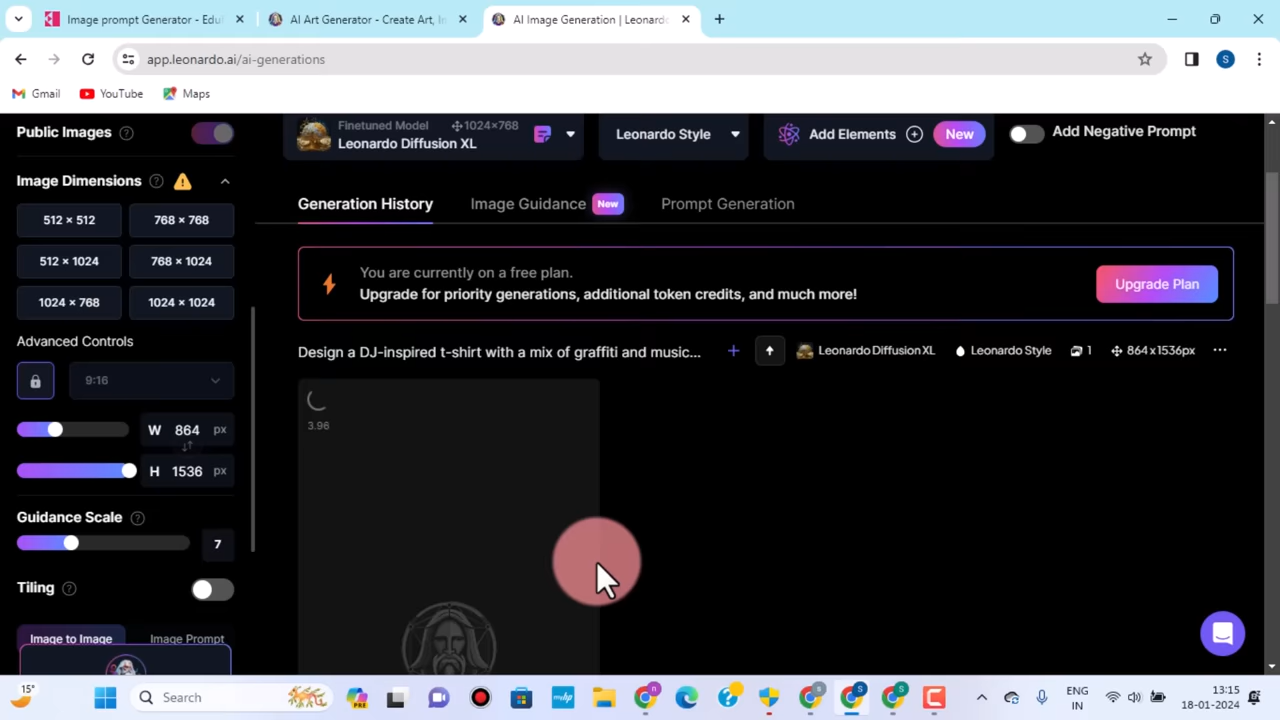 Image prompt Generator - Edu
AI Art Generator - Create Art, In
AI Image Generation | Leonardo
app.leonardo.ai/ai-generations
S
Gmail
YouTube
Maps
Public Images
Finetuned Model
1024×768
Leonardo Diffusion XL
Leonardo Style
Add Elements
New
Add Negative Prompt
Image Dimensions
512 × 512
768 × 768
512 × 1024
768 × 1024
1024 × 768
1024 × 1024
Advanced Controls
9:16
W 864 px
H 1536 px
Guidance Scale
7
Tiling
Image to Image
Image Prompt
Generation History
Image Guidance
New
Prompt Generation
You are currently on a free plan.
Upgrade for priority generations, additional token credits, and much more!
Upgrade Plan
Design a DJ-inspired t-shirt with a mix of graffiti and music...
Leonardo Diffusion XL
Leonardo Style
1
864x1536px
3.96
15°
Search
ENG
IN
13:15
18-01-2024